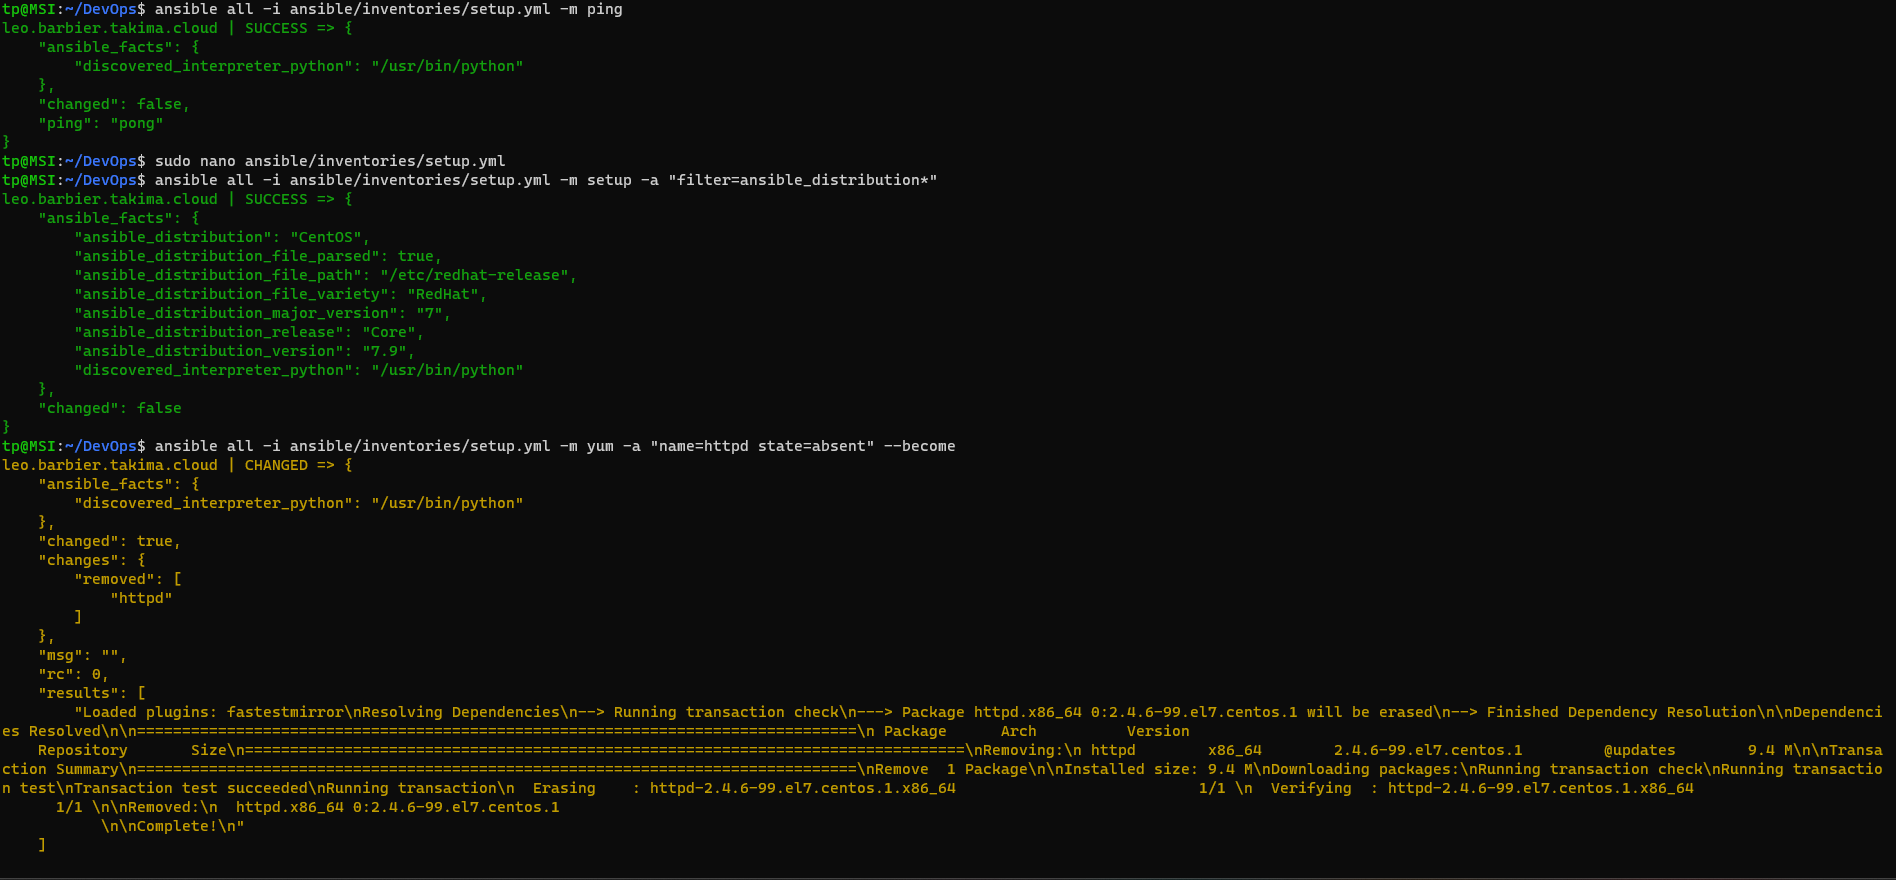 tp@MSI:~/DevOps$ ansible all -i ansible/inventories/setup.yml -m ping
leo.barbier.takima.cloud | SUCCESS => {
    "ansible_facts": {
        "discovered_interpreter_python": "/usr/bin/python"
    },
    "changed": false,
    "ping": "pong"
}
tp@MSI:~/DevOps$ sudo nano ansible/inventories/setup.yml
tp@MSI:~/DevOps$ ansible all -i ansible/inventories/setup.yml -m setup -a "filter=ansible_distribution*"
leo.barbier.takima.cloud | SUCCESS => {
    "ansible_facts": {
        "ansible_distribution": "CentOS",
        "ansible_distribution_file_parsed": true,
        "ansible_distribution_file_path": "/etc/redhat-release",
        "ansible_distribution_file_variety": "RedHat",
        "ansible_distribution_major_version": "7",
        "ansible_distribution_release": "Core",
        "ansible_distribution_version": "7.9",
        "discovered_interpreter_python": "/usr/bin/python"
    },
    "changed": false
}
tp@MSI:~/DevOps$ ansible all -i ansible/inventories/setup.yml -m yum -a "name=httpd state=absent" --become
leo.barbier.takima.cloud | CHANGED => {
    "ansible_facts": {
        "discovered_interpreter_python": "/usr/bin/python"
    },
    "changed": true,
    "changes": {
        "removed": [
            "httpd"
        ]
    },
    "msg": "",
    "rc": 0,
    "results": [
        "Loaded plugins: fastestmirror\nResolving Dependencies\n--> Running transaction check\n---> Package httpd.x86_64 0:2.4.6-99.el7.centos.1 will be erased\n--> Finished Dependency Resolution\n\nDependenci
es Resolved\n\n================================================================================\n Package      Arch          Version
    Repository       Size\n================================================================================\nRemoving:\n httpd        x86_64        2.4.6-99.el7.centos.1         @updates        9.4 M\n\nTransa
ction Summary\n================================================================================\nRemove  1 Package\n\nInstalled size: 9.4 M\nDownloading packages:\nRunning transaction check\nRunning transactio
n test\nTransaction test succeeded\nRunning transaction\n  Erasing    : httpd-2.4.6-99.el7.centos.1.x86_64                           1/1 \n  Verifying  : httpd-2.4.6-99.el7.centos.1.x86_64
      1/1 \n\nRemoved:\n  httpd.x86_64 0:2.4.6-99.el7.centos.1
           \n\nComplete!\n"
    ]